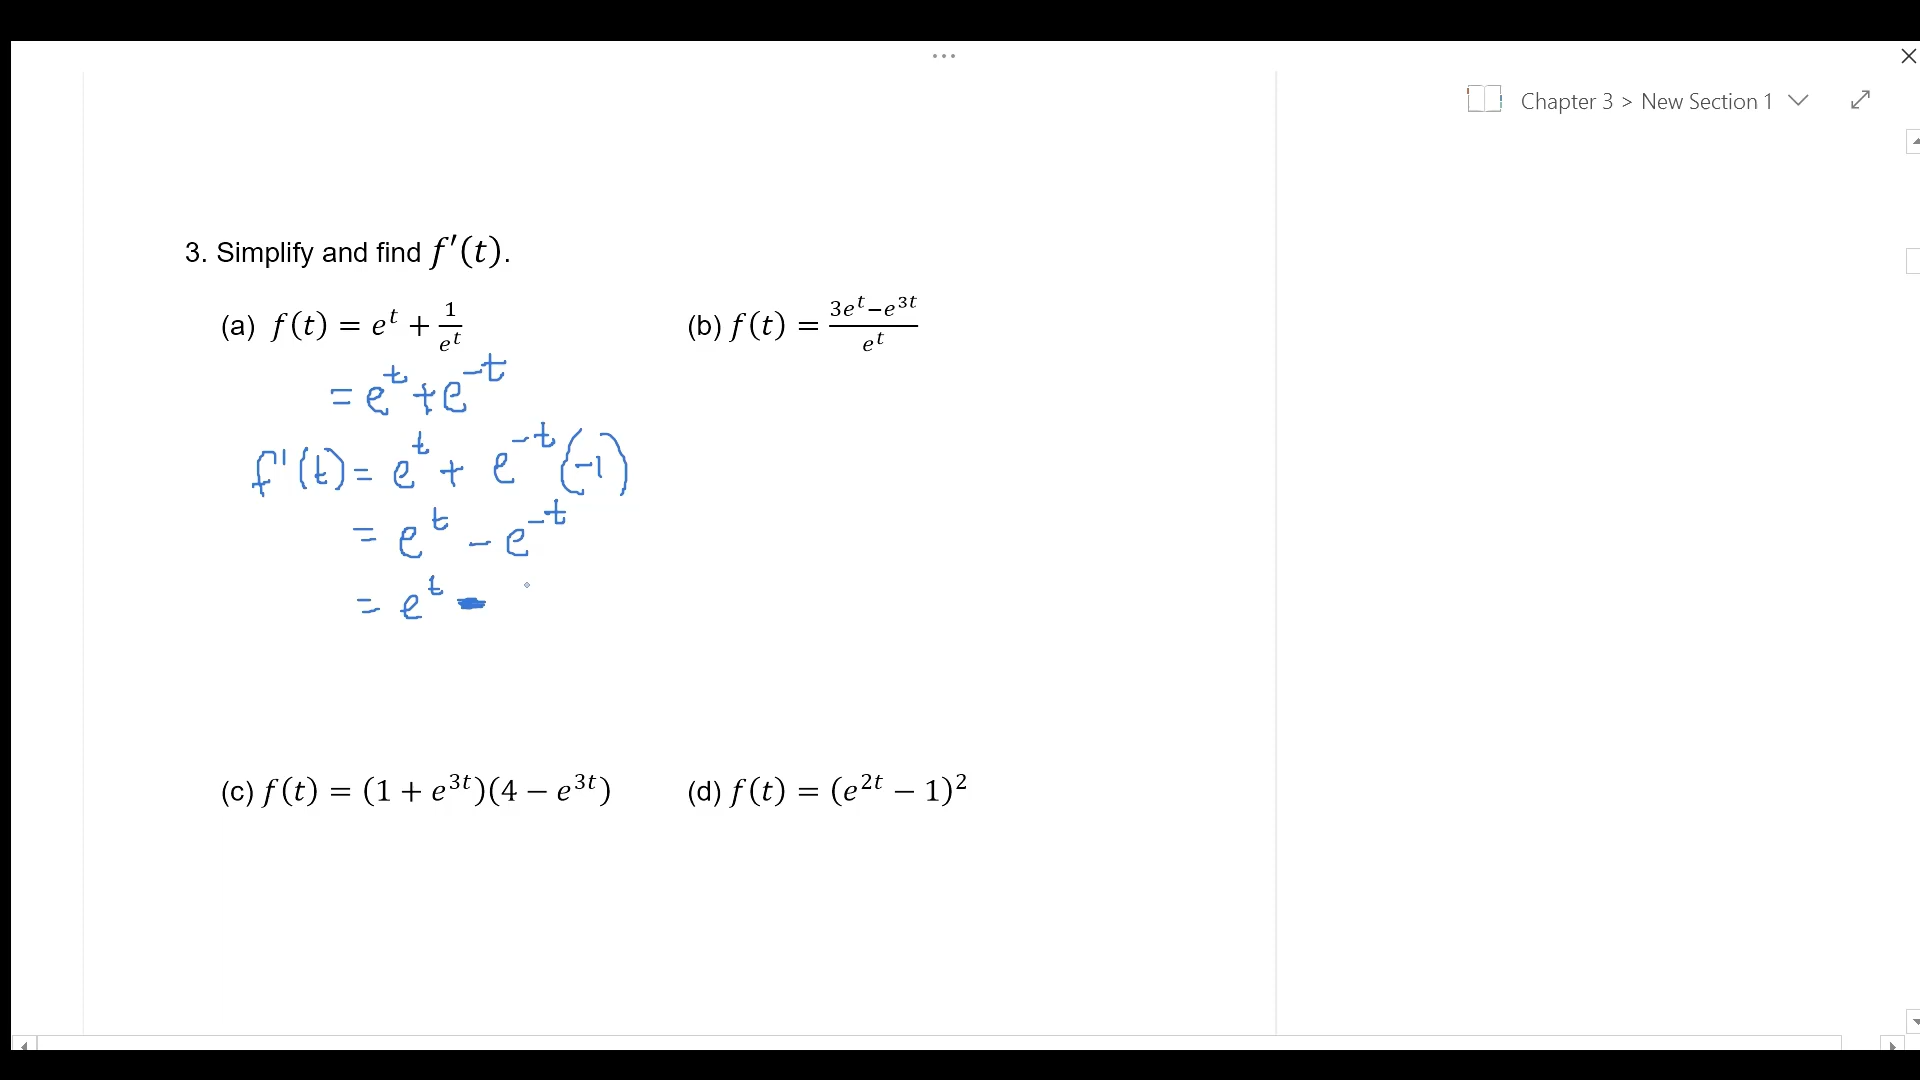 ...
Chapter 3 > New Section 1
3. Simplify and find f′(t).
(a) f(t) = e^t + 1/e^t
(b) f(t) = (3e^t−e^{3t})/e^t
= e^t + e^{-t}
f'(t) = e^t + e^{-t}(-1)
= e^t - e^{-t}
= e^t -
(c) f(t) = (1 + e^{3t})(4 − e^{3t})
(d) f(t) = (e^{2t} − 1)^2